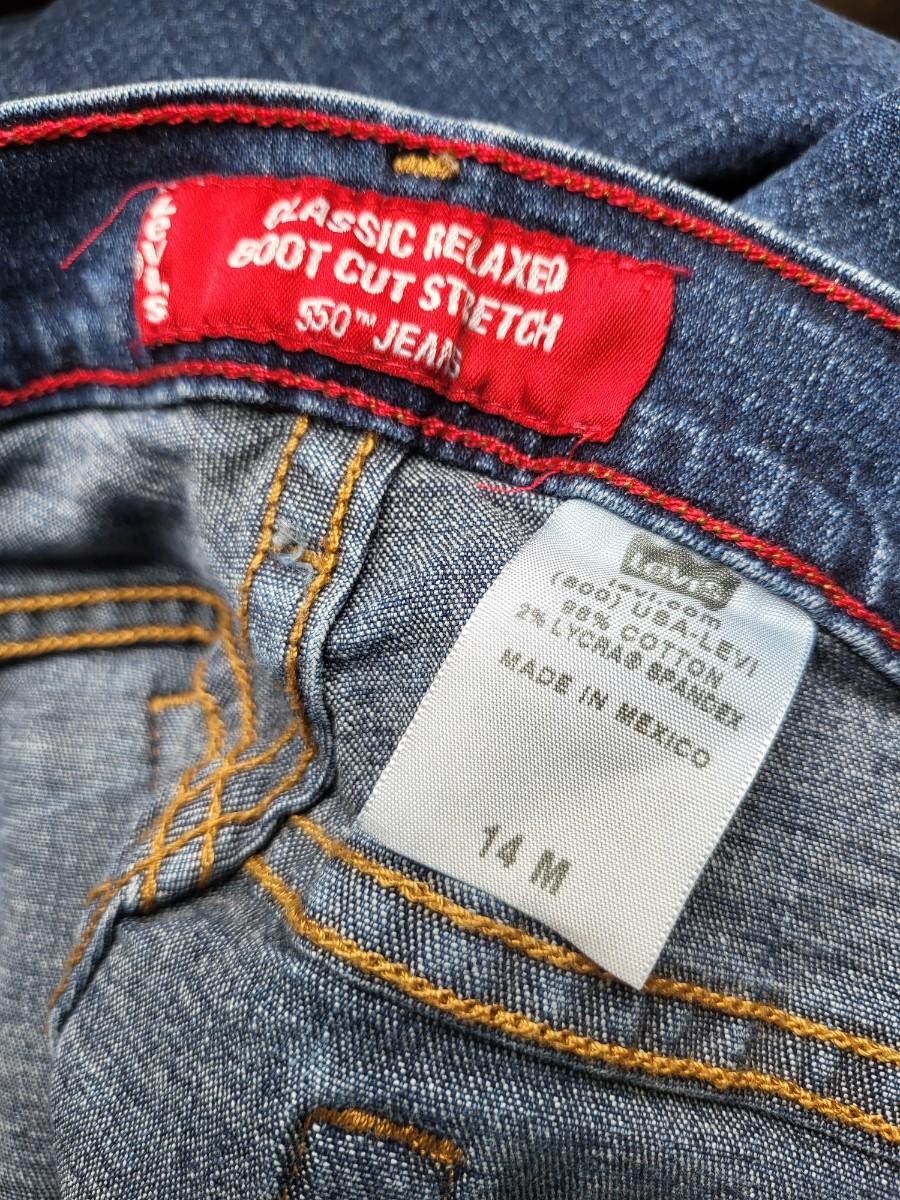 Levi's
CLASSIC RELAXED
BOOT CUT STRETCH
550™ JEANS
Levi's
levi.com
(800) USA-LEVI
98% COTTON
2% LYCRA® SPANDEX
MADE IN MEXICO
14 M